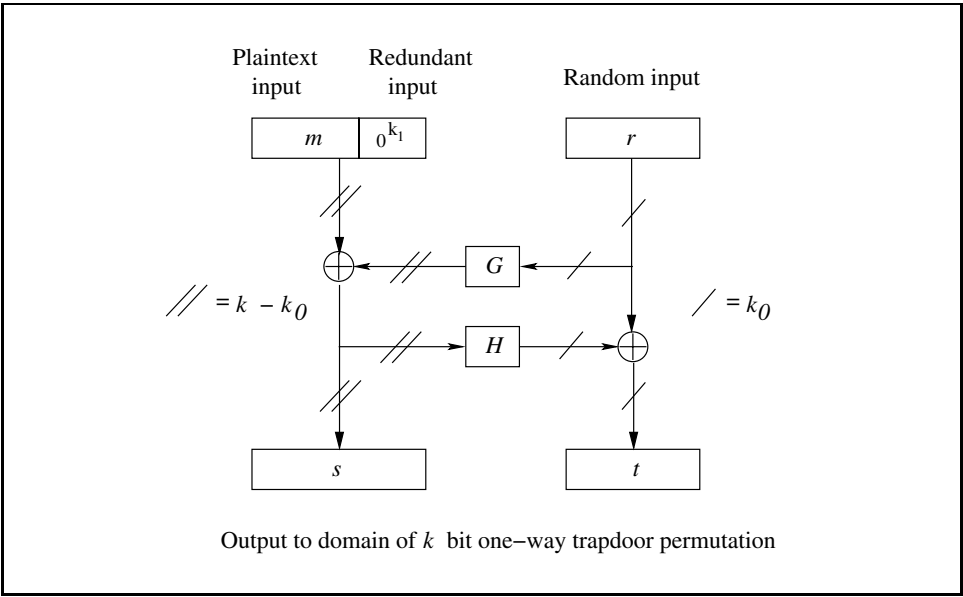 Plaintext input
Redundant input
Random input
m
0^k₁
r
G
// = k − k₀
/ = k₀
H
s
t
Output to domain of k bit one−way trapdoor permutation